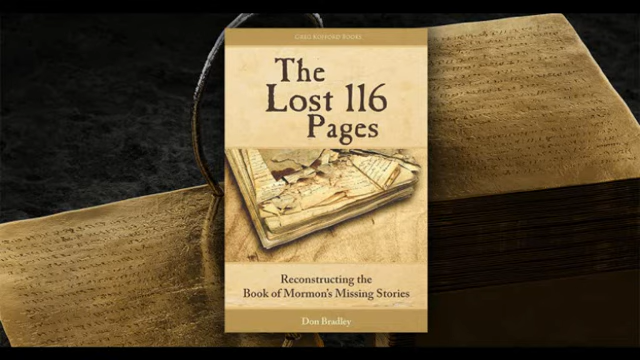 GREG KOFFORD BOOKS
The
Lost 116
Pages
Reconstructing the
Book of Mormon's Missing Stories
Don Bradley